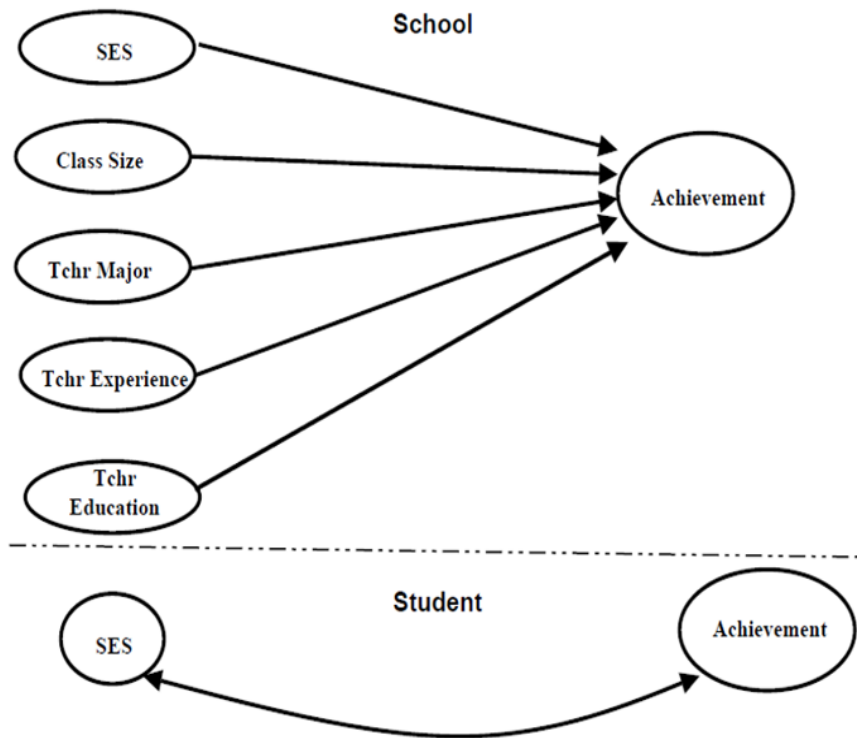 School
SES
Class Size
Achievement
Tchr Major
Tchr Experience
Tchr
Education
Student
SES
Achievement